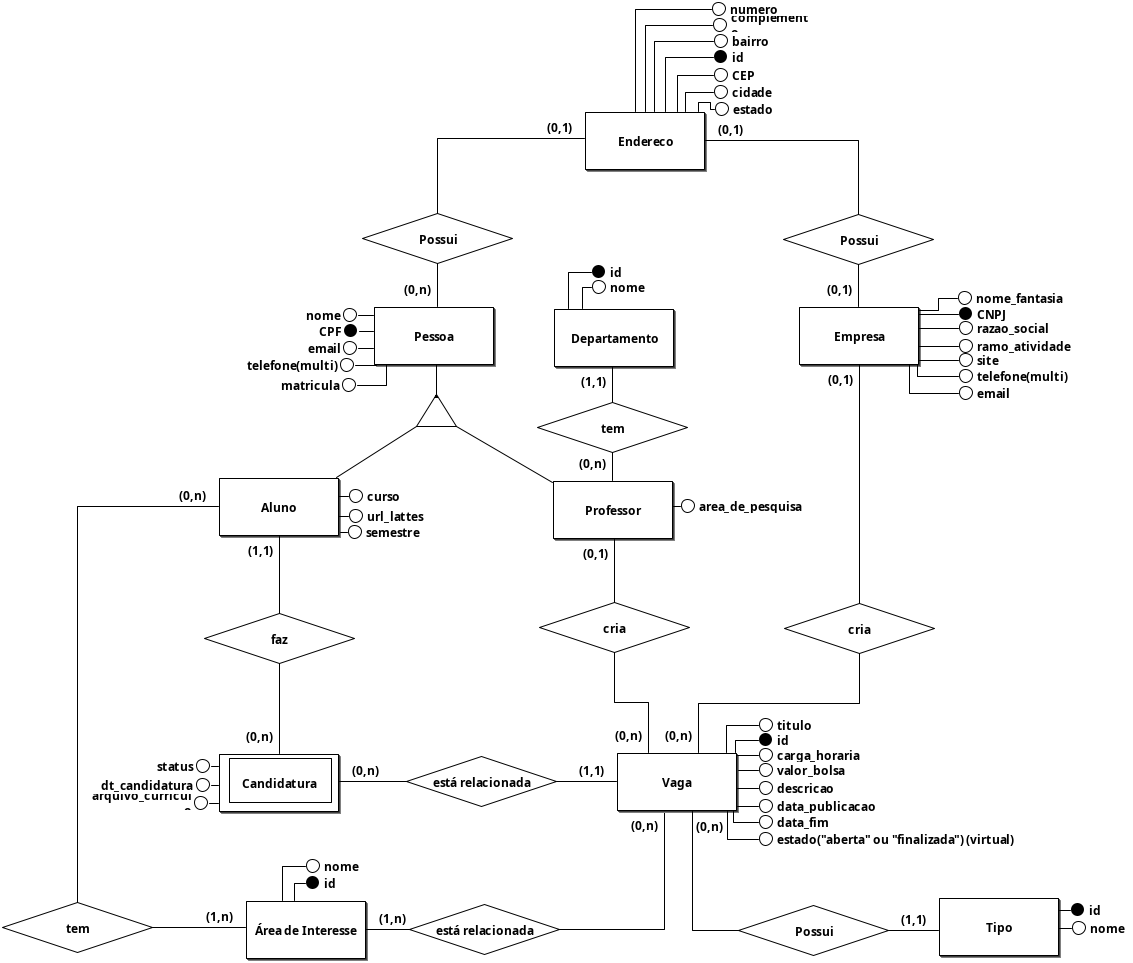 numero
complement
bairro
id
CEP
cidade
estado
(0,1)
Endereco
(0,1)
Possui
Possui
(0,n)
(0,1)
id
nome
nome
CPF
email
telefone(multi)
matricula
Pessoa
Departamento
Empresa
nome_fantasia
CNPJ
razao_social
ramo_atividade
site
telefone(multi)
email
(1,1)
(0,1)
tem
(0,n)
(0,n)
Aluno
curso
url_lattes
semestre
Professor
area_de_pesquisa
(1,1)
(0,1)
faz
cria
cria
(0,n)
(0,n)
(0,n)
status
dt_candidatura
arquivo_curricul
Candidatura
(0,n)
está relacionada
(1,1)
Vaga
titulo
id
carga_horaria
valor_bolsa
descricao
data_publicacao
data_fim
estado("aberta" ou "finalizada") (virtual)
(0,n)
(0,n)
nome
id
tem
(1,n)
Área de Interesse
(1,n)
está relacionada
Possui
(1,1)
Tipo
id
nome